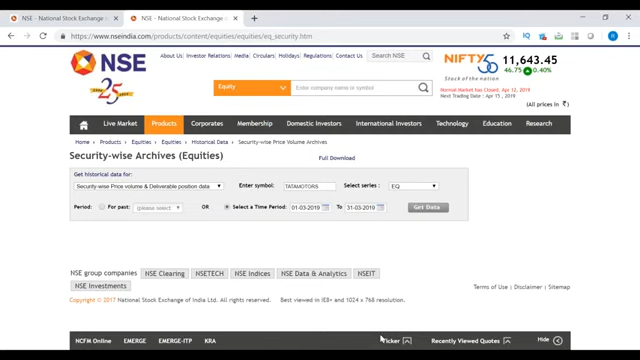 NSE - National Stock Exchange o
NSE - National Stock Exchange o
https://www.nseindia.com/products/content/equities/equities/eq_security.htm
About Us | Investor Relations | Media | Circulars | Holidays | Regulations | Contact Us
Search NSE
NSE
25
NIFTY 50
Stock of the nation
11,643.45
46.75 0.40%
Normal Market has Closed. Apr 12, 2019
Next Trading Date : Apr 15 , 2019
(All prices in ₹)
Equity
Enter company name or symbol
Live Market Products Corporates Membership Domestic Investors International Investors Technology Education Research
Home Products Equities Equities Historical Data Security-wise Price Volume Archives
Security-wise Archives (Equities)
Full Download
Get historical data for:
Security-wise Price volume & Deliverable position data Enter symbol: TATAMOTORS Select series: EQ
Period: For past: (please select OR Select a Time Period: 01-03-2019 To 31-03-2019 Get Data
NSE group companies NSE Clearing NSETECH NSE Indices NSE Data & Analytics NSEIT
NSE Investments
Terms of Use | Disclaimer | Sitemap
Copyright © 2017 National Stock Exchange of India Ltd. All rights reserved. Best viewed in IE8+ and 1024 x 768 resolution.
NCFM Online EMERGE EMERGE-ITP KRA Recently Viewed Quotes Hide